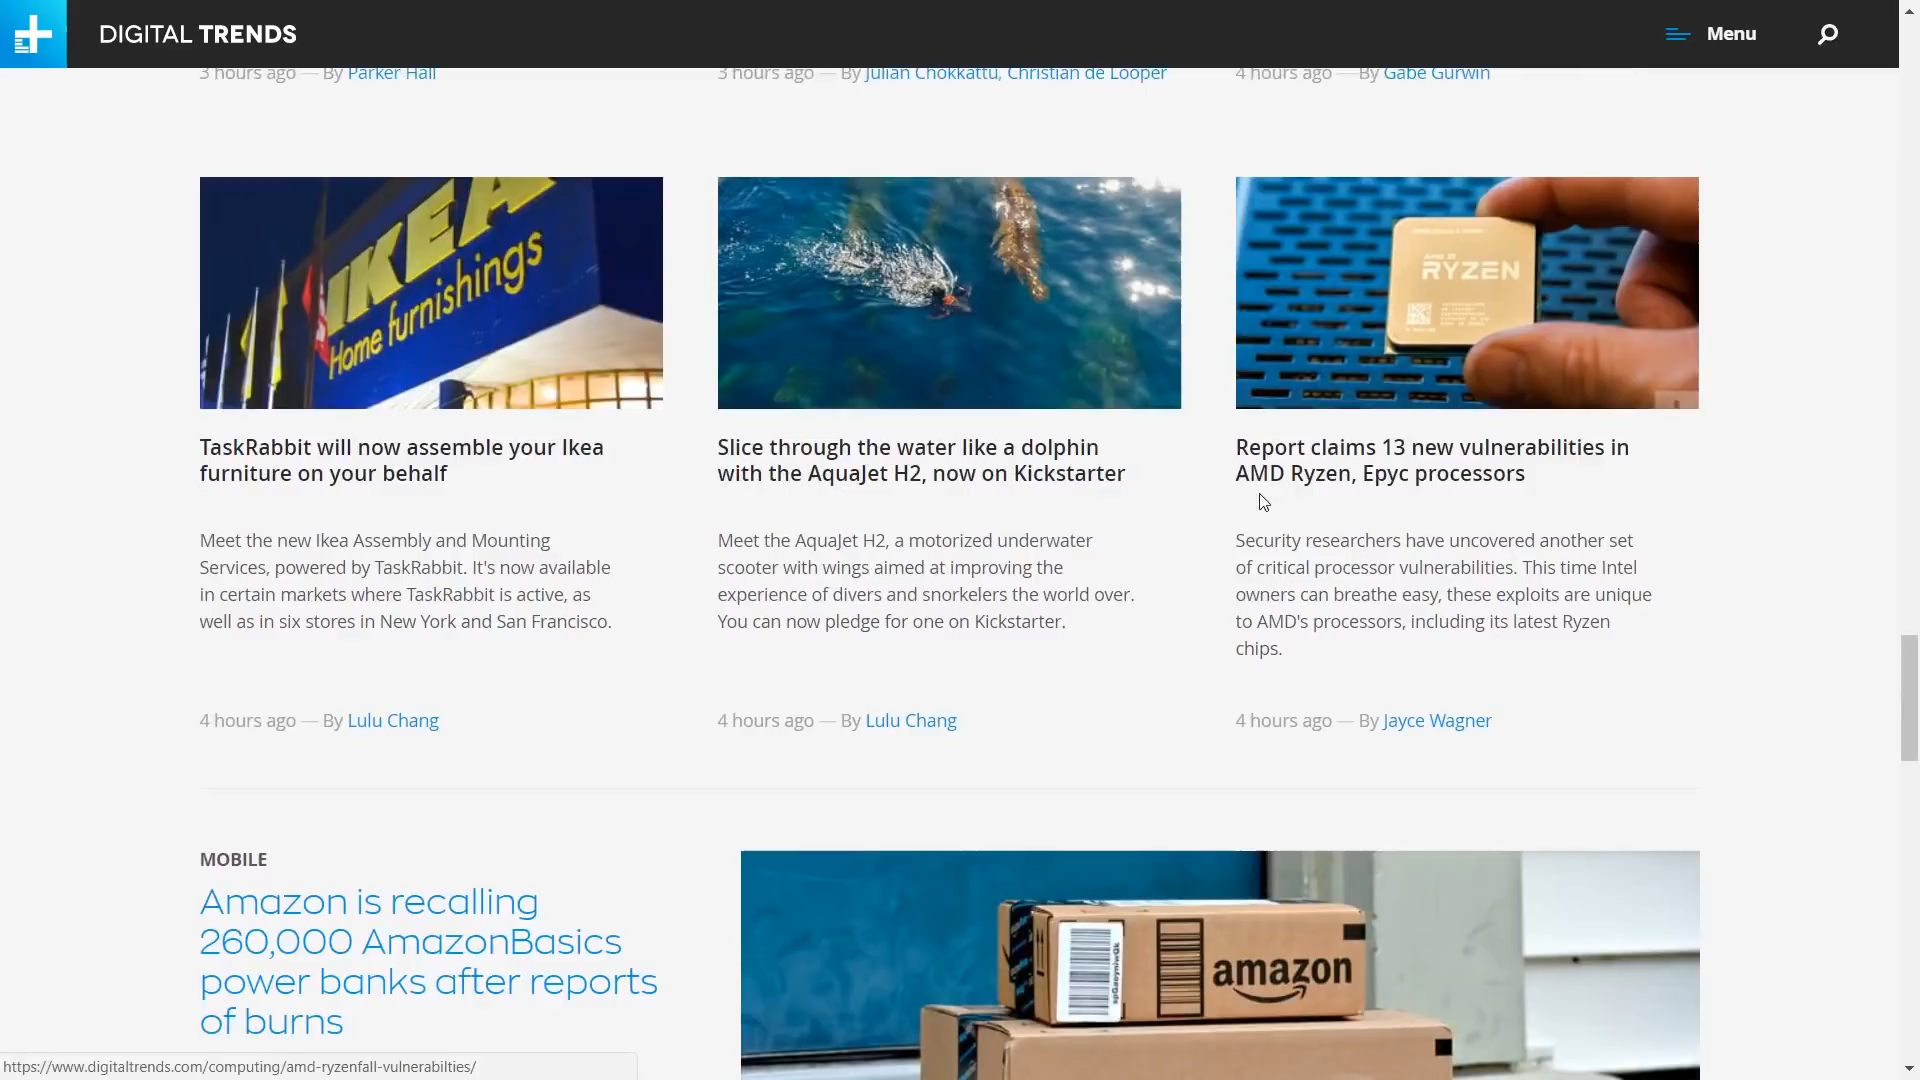 DIGITAL TRENDS
Menu
3 hours ago — By Parker Hall
3 hours ago — By Julian Chokkattu, Christian de Looper
4 hours ago — By Gabe Gurwin
IKEA
Home furnishings
AMD
RYZEN
TaskRabbit will now assemble your Ikea
furniture on your behalf
Meet the new Ikea Assembly and Mounting
Services, powered by TaskRabbit. It's now available
in certain markets where TaskRabbit is active, as
well as in six stores in New York and San Francisco.
4 hours ago — By Lulu Chang
Slice through the water like a dolphin
with the AquaJet H2, now on Kickstarter
Meet the AquaJet H2, a motorized underwater
scooter with wings aimed at improving the
experience of divers and snorkelers the world over.
You can now pledge for one on Kickstarter.
4 hours ago — By Lulu Chang
Report claims 13 new vulnerabilities in
AMD Ryzen, Epyc processors
Security researchers have uncovered another set
of critical processor vulnerabilities. This time Intel
owners can breathe easy, these exploits are unique
to AMD's processors, including its latest Ryzen
chips.
4 hours ago — By Jayce Wagner
MOBILE
Amazon is recalling
260,000 AmazonBasics
power banks after reports
of burns
amazon
https://www.digitaltrends.com/computing/amd-ryzenfall-vulnerabilties/